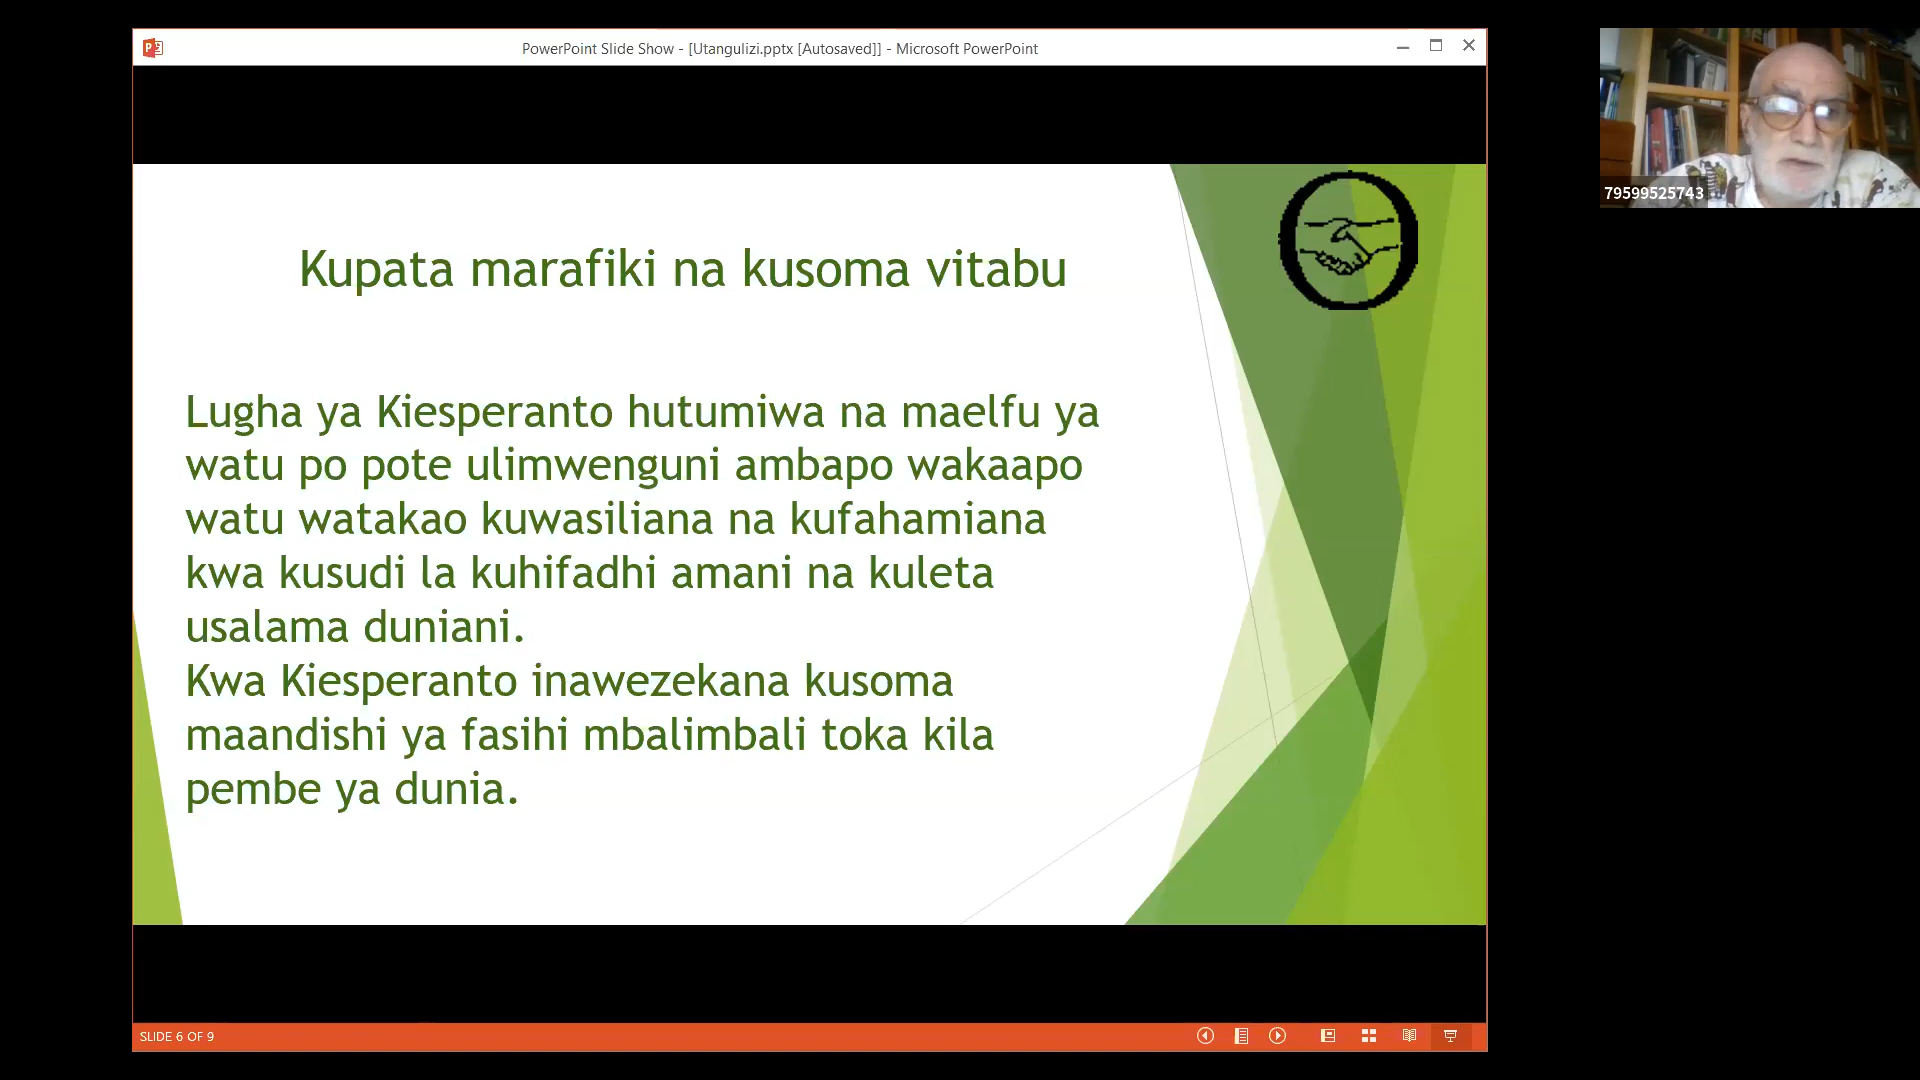 PowerPoint Slide Show - [Utangulizi.pptx [Autosaved]] - Microsoft PowerPoint
79599525743
Kupata marafiki na kusoma vitabu
Lugha ya Kiesperanto hutumiwa na maelfu ya
watu po pote ulimwenguni ambapo wakaapo
watu watakao kuwasiliana na kufahamiana
kwa kusudi la kuhifadhi amani na kuleta
usalama duniani.
Kwa Kiesperanto inawezekana kusoma
maandishi ya fasihi mbalimbali toka kila
pembe ya dunia.
SLIDE 6 OF 9